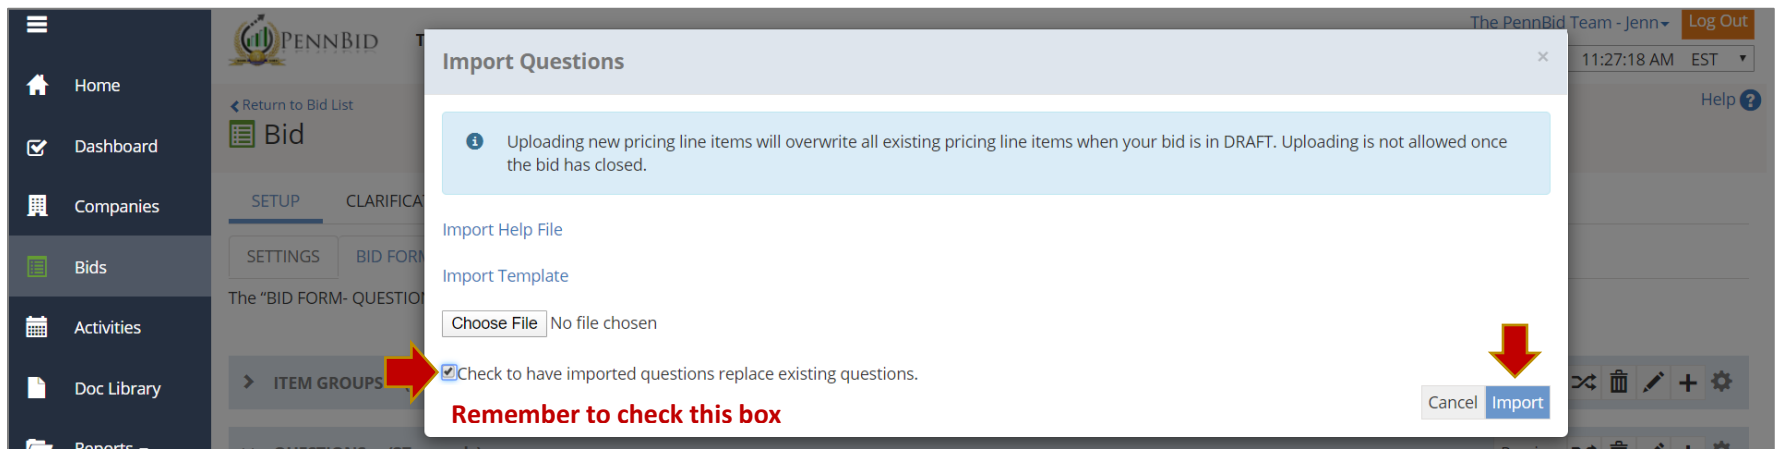 The PennBid Team - Jenn
Log Out
PENNBID
T
Import Questions
×
11:27:18 AM EST
Home
Return to Bid List
Help
Bid
Uploading new pricing line items will overwrite all existing pricing line items when your bid is in DRAFT. Uploading is not allowed once
the bid has closed.
Dashboard
Companies
SETUP
CLARIFICA
Import Help File
SETTINGS
BID FORM
Bids
Import Template
The “BID FORM- QUESTIO
Activities
Choose File No file chosen
Check to have imported questions replace existing questions.
ITEM GROUPS
Doc Library
Cancel
Import
Remember to check this box
Reports